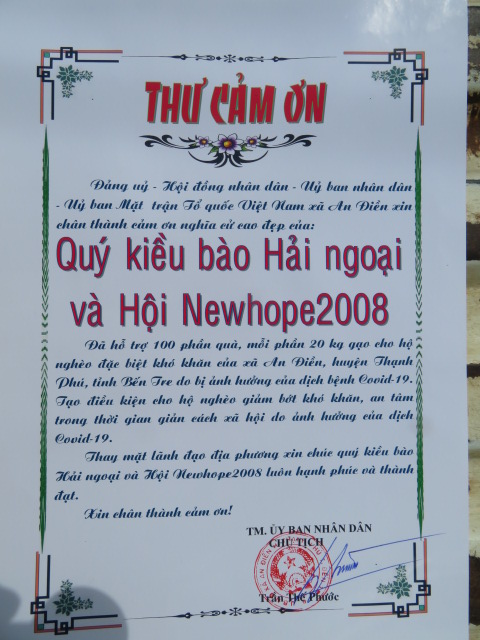 THƯ CẢM ƠN
Đảng uỷ - Hội đồng nhân dân - Uỷ ban nhân dân
- Uỷ ban Mặt trận Tổ quốc Việt Nam xã An Điền xin
chân thành cảm ơn nghĩa cử cao đẹp của:
Quý kiều bào Hải ngoại
và Hội Newhope2008
Đã hỗ trợ 100 phần quà, mỗi phần 20 kg gạo cho hộ
nghèo đặc biệt khó khăn của xã An Điền, huyện Thạnh
Phú, tỉnh Bến Tre do bị ảnh hưởng của dịch bệnh Covid-19.
Tạo điều kiện cho hộ nghèo giảm bớt khó khăn, an tâm
trong thời gian giãn cách xã hội do ảnh hưởng của dịch
Covid-19.
Thay mặt lãnh đạo địa phương xin chúc quý kiều bào
Hải ngoại và Hội Newhope2008 luôn hạnh phúc và thành
đạt.
Xin chân thành cảm ơn!
TM. ỦY BAN NHÂN DÂN
CHỦ TỊCH
Trần Thế Phước